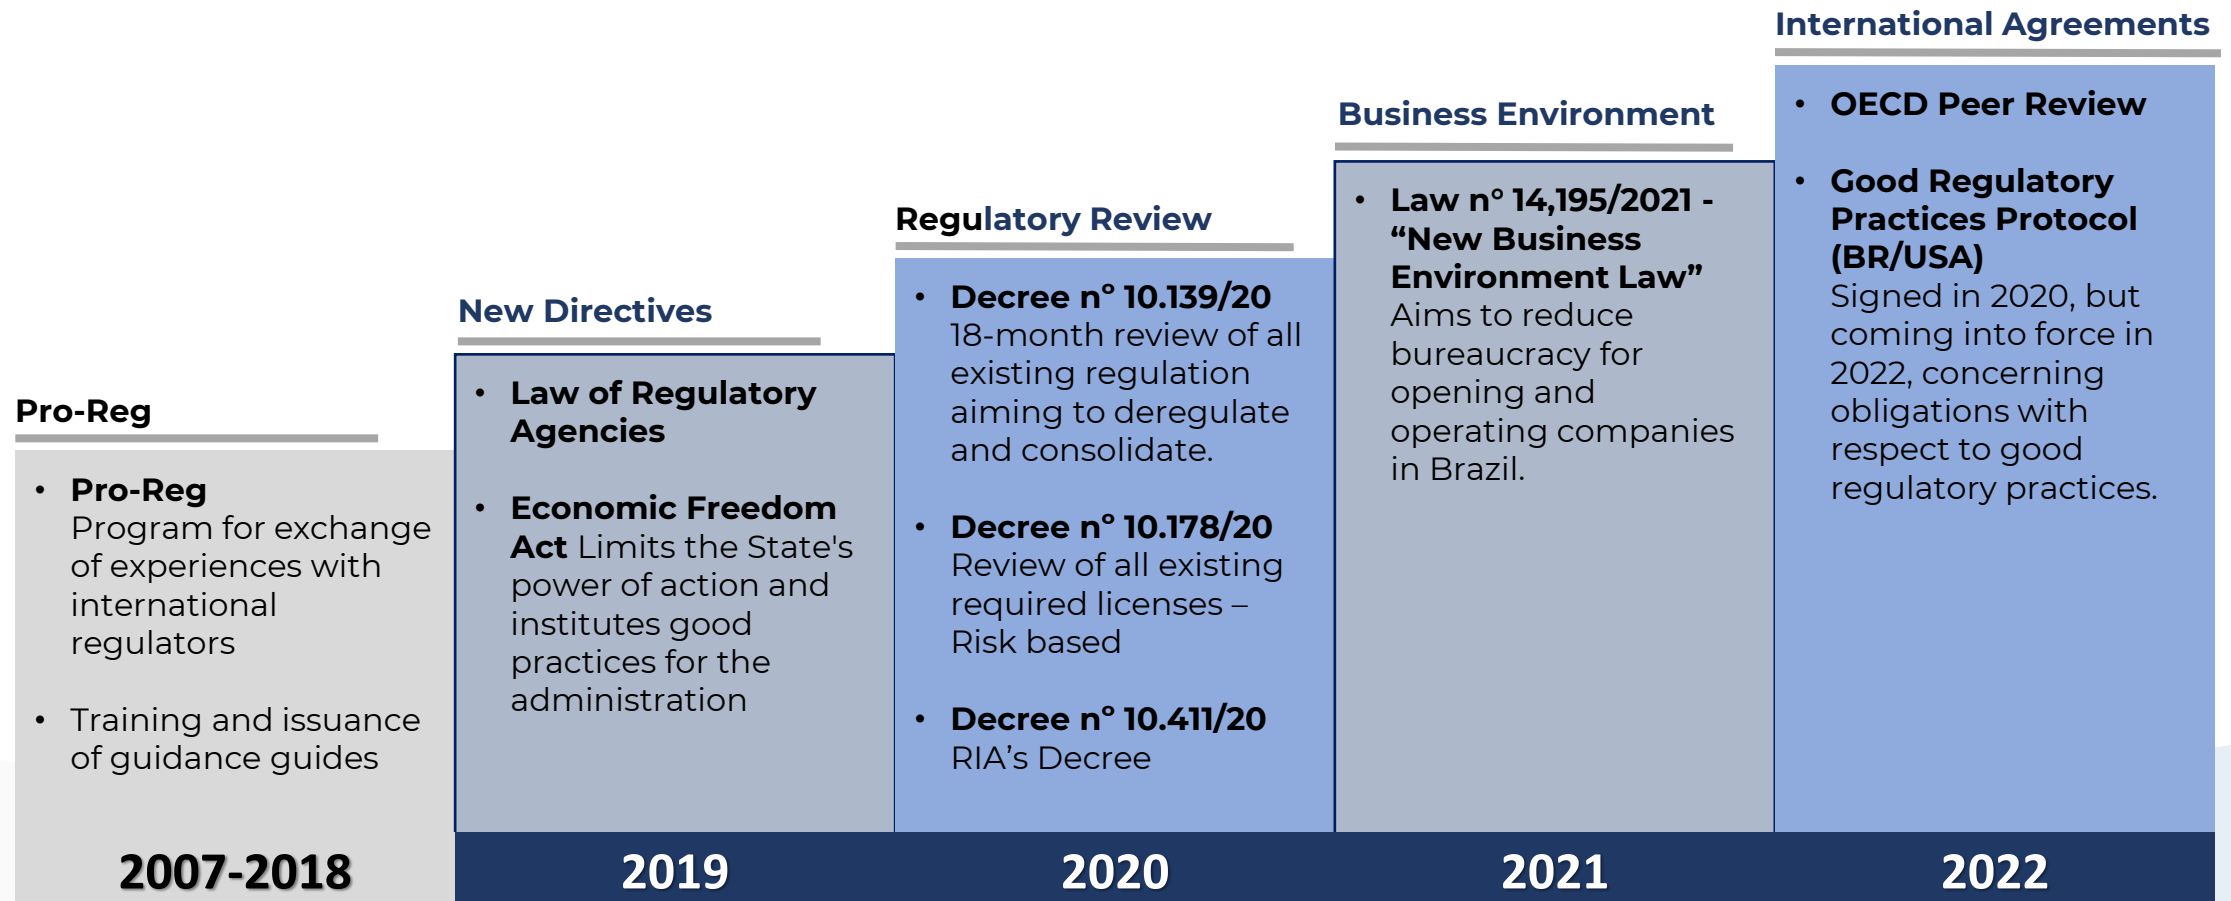 Pro-Reg
• Pro-Reg
Program for exchange
of experiences with
international
regulators
• Training and issuance
of guidance guides
2007-2018
New Directives
• Law of Regulatory
Agencies
• Economic Freedom
Act Limits the State's
power of action and
institutes good
practices for the
administration
2019
Regulatory Review
• Decree nº 10.139/20
18-month review of all
existing regulation
aiming to deregulate
and consolidate.
• Decree nº 10.178/20
Review of all existing
required licenses –
Risk based
• Decree nº 10.411/20
RIA’s Decree
2020
Business Environment
• Law n° 14,195/2021 -
“New Business
Environment Law”
Aims to reduce
bureaucracy for
opening and
operating companies
in Brazil.
2021
International Agreements
• OECD Peer Review
• Good Regulatory
Practices Protocol
(BR/USA)
Signed in 2020, but
coming into force in
2022, concerning
obligations with
respect to good
regulatory practices.
2022